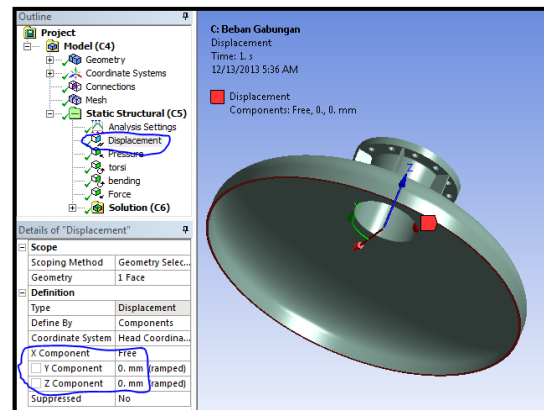 Outline
Project
Model (C4)
Geometry
Coordinate Systems
Connections
Mesh
Static Structural (C5)
Analysis Settings
Displacement
Pressure
torsi
bending
Force
Solution (C6)
Details of "Displacement"
Scope
Scoping Method Geometry Selec...
Geometry 1 Face
Definition
Type Displacement
Define By Components
Coordinate System Head Coordina...
X Component Free
Y Component 0. mm (ramped)
Z Component 0. mm (ramped)
Suppressed No
C: Beban Gabungan
Displacement
Time: 1. s
12/13/2013 5:36 AM
Displacement
Components: Free, 0., 0. mm
Z